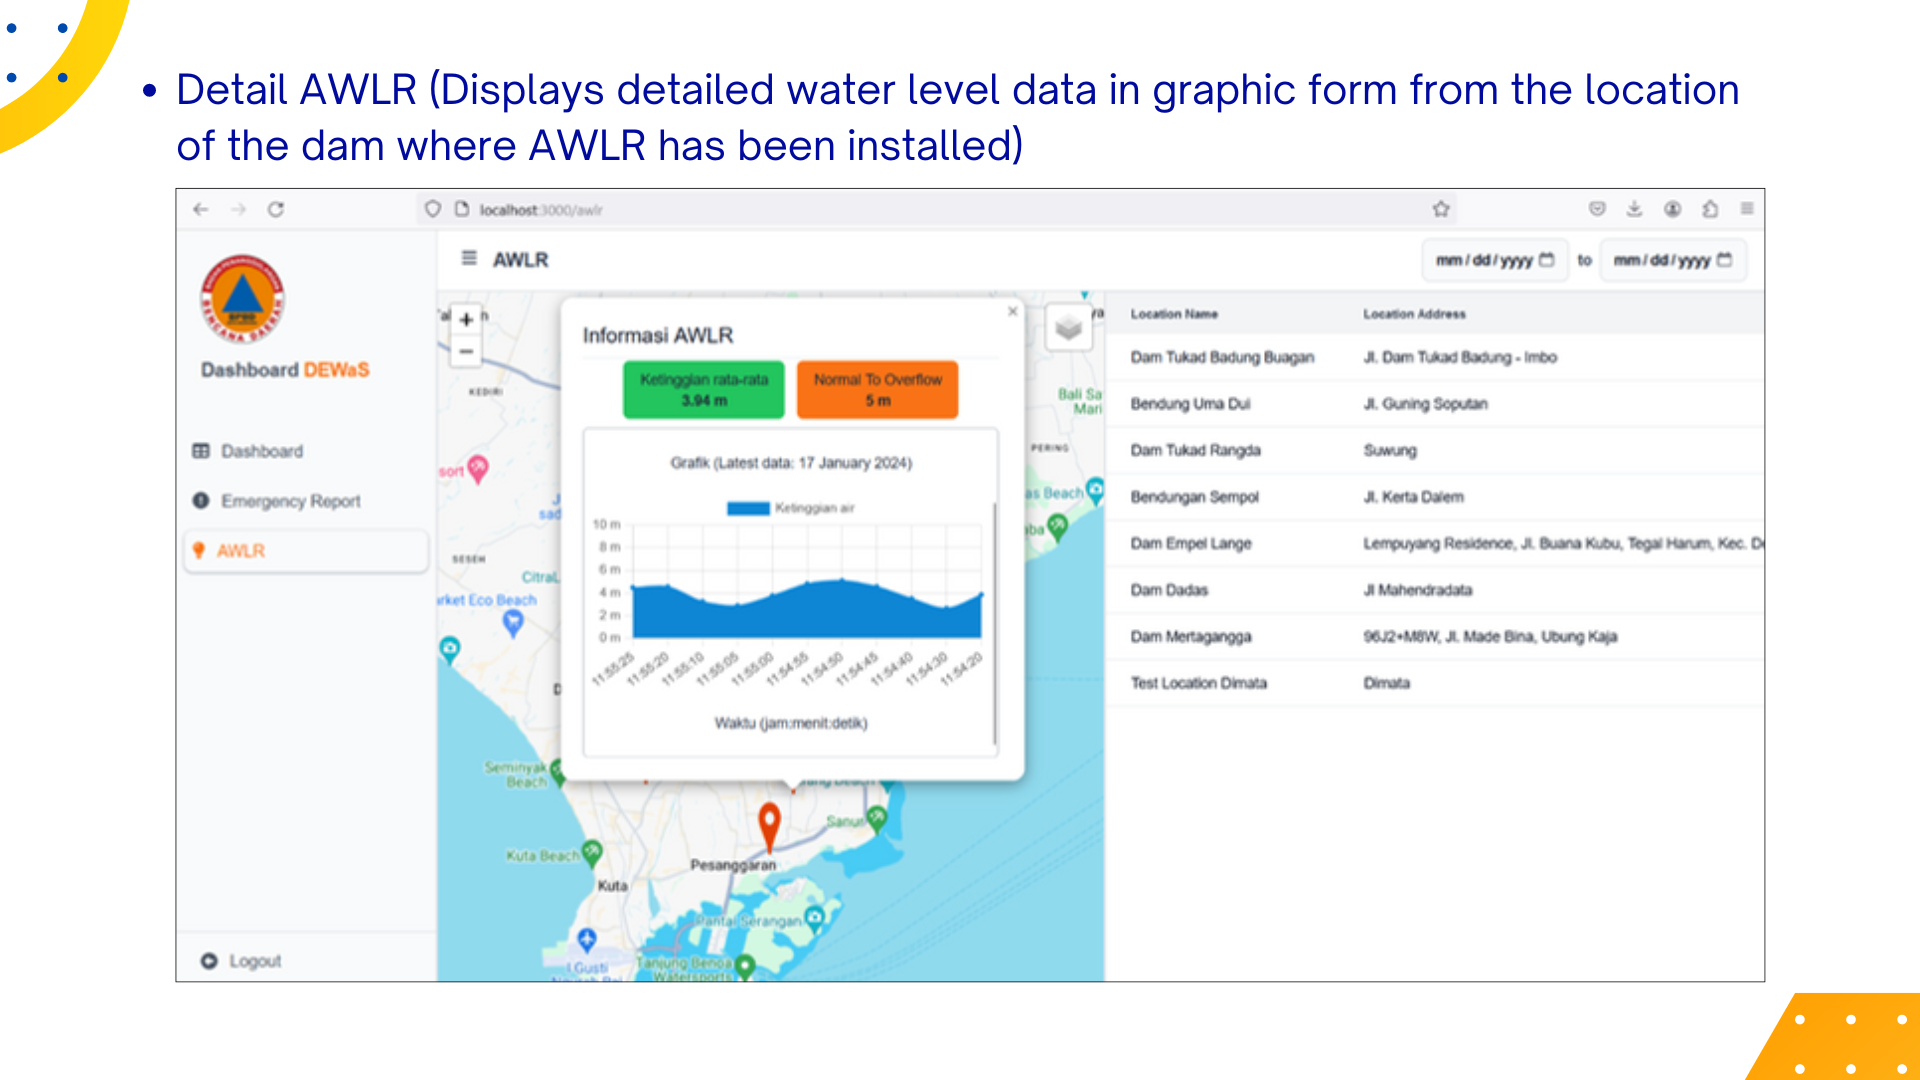 • Detail AWLR (Displays detailed water level data in graphic form from the location
of the dam where AWLR has been installed)
localhost:3000/awlr
BENCANA DAERAH
Dashboard DEWaS
Dashboard
Emergency Report
AWLR
Logout
AWLR
mm/dd/yyyy to mm/dd/yyyy
+
−
KEDIRI
sort
SESEH
CitraL
rket Eco Beach
Informasi AWLR
×
Ketinggian rata-rata
3.94 m
Normal To Overflow
5 m
Grafik (Latest data: 17 January 2024)
Ketinggian air
10 m
8 m
6 m
4 m
2 m
0 m
11:55:25 11:55:20 11:55:10 11:55:05 11:55:00 11:54:55 11:54:50 11:54:45 11:54:40 11:54:30 11:54:20
Waktu (jam:menit:detik)
Bali Sa
Mari
PERING
as Beach
ba
Seminyak
Beach
Sanur
Kuta Beach
Pesanggaran
Kuta
Pantai Serangan
Tanjung Benoa
Watersports
I Gusti
Location Name Location Address
Dam Tukad Badung Buagan Jl. Dam Tukad Badung - Imbo
Bendung Uma Dui Jl. Guning Soputan
Dam Tukad Rangda Suwung
Bendungan Sempol Jl. Kerta Dalem
Dam Empel Lange Lempuyang Residence, Jl. Buana Kubu, Tegal Harum, Kec. De
Dam Dadas Jl Mahendradata
Dam Mertagangga 96J2+M8W, Jl. Made Bina, Ubung Kaja
Test Location Dimata Dimata